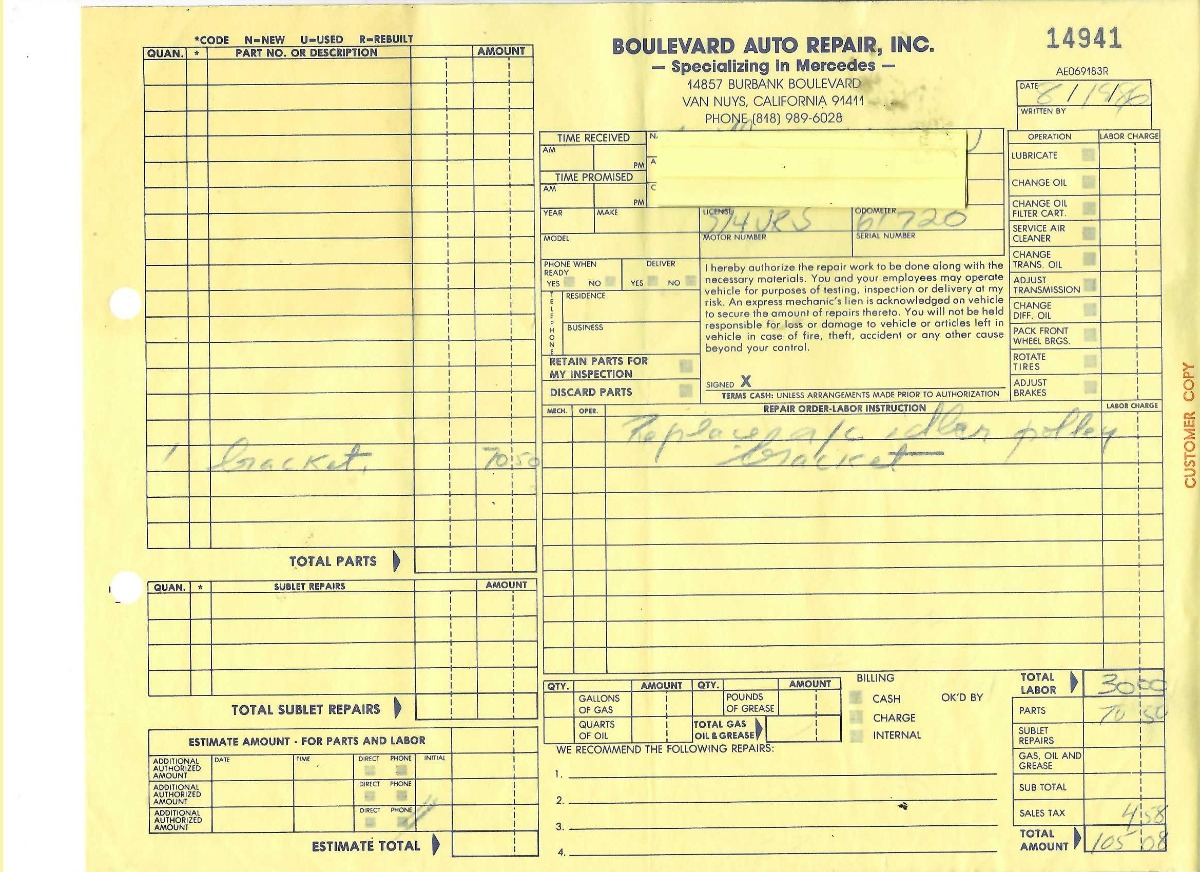 *CODE N=NEW U=USED R=REBUILT
QUAN. * PART NO. OR DESCRIPTION AMOUNT
1 bracket. 70 50
TOTAL PARTS
QUAN. * SUBLET REPAIRS AMOUNT
TOTAL SUBLET REPAIRS
ESTIMATE AMOUNT - FOR PARTS AND LABOR
ADDITIONAL AUTHORIZED AMOUNT DATE TIME DIRECT PHONE INITIAL
ADDITIONAL AUTHORIZED AMOUNT DIRECT PHONE
ADDITIONAL AUTHORIZED AMOUNT DIRECT PHONE
ESTIMATE TOTAL
BOULEVARD AUTO REPAIR, INC.
— Specializing in Mercedes —
14857 BURBANK BOULEVARD
VAN NUYS, CALIFORNIA 91411
PHONE (818) 989-6028
14941
AE069183R
DATE
WRITTEN BY
TIME RECEIVED
AM PM
TIME PROMISED
AM PM
YEAR MAKE LICENSE ODOMETER
61720
MODEL MOTOR NUMBER SERIAL NUMBER
PHONE WHEN READY YES NO
DELIVER YES NO
TELEPHONE
RESIDENCE
BUSINESS
RETAIN PARTS FOR
MY INSPECTION
DISCARD PARTS
I hereby authorize the repair work to be done along with the
necessary materials. You and your employees may operate
vehicle for purposes of testing, inspection or delivery at my
risk. An express mechanic's lien is acknowledged on vehicle
to secure the amount of repairs thereto. You will not be held
responsible for loss or damage to vehicle or articles left in
vehicle in case of fire, theft, accident or any other cause
beyond your control.
SIGNED X
TERMS CASH: UNLESS ARRANGEMENTS MADE PRIOR TO AUTHORIZATION
OPERATION LABOR CHARGE
LUBRICATE
CHANGE OIL
CHANGE OIL
FILTER CART.
SERVICE AIR
CLEANER
CHANGE
TRANS. OIL
ADJUST
TRANSMISSION
CHANGE
DIFF. OIL
PACK FRONT
WHEEL BRGS.
ROTATE
TIRES
ADJUST
BRAKES
MECH. OPER. REPAIR ORDER-LABOR INSTRUCTION LABOR CHARGE
Replace a/c idler polley
bracket
QTY. AMOUNT QTY. AMOUNT
GALLONS OF GAS POUNDS OF GREASE
QUARTS OF OIL TOTAL GAS OIL & GREASE
BILLING
CASH OK'D BY
CHARGE
INTERNAL
WE RECOMMEND THE FOLLOWING REPAIRS:
1.
2.
3.
4.
TOTAL LABOR 30 00
PARTS 70 50
SUBLET REPAIRS
GAS, OIL AND GREASE
SUB TOTAL
SALES TAX 4 58
TOTAL AMOUNT 105 08
CUSTOMER COPY